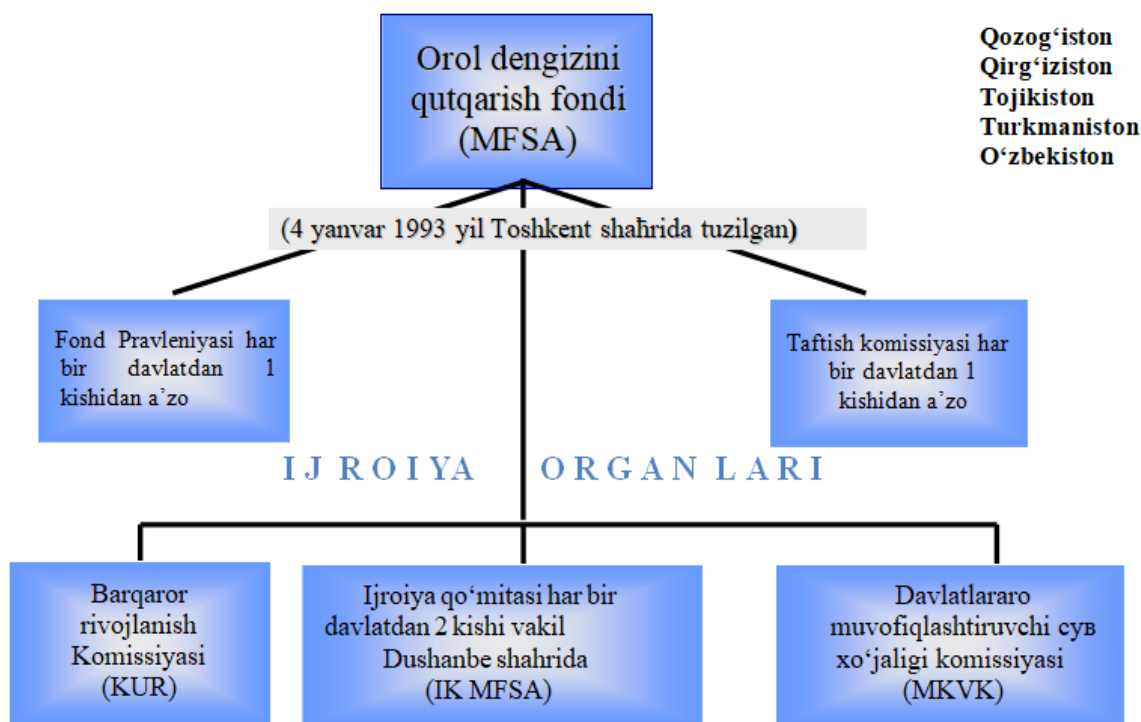 Orol dengizini
qutqarish fondi
(MFSA)
Qozog‘iston
Qirg‘iziston
Tojikiston
Turkmaniston
O‘zbekiston
(4 yanvar 1993 yil Toshkent shaħrida tuzilgan)
Fond Pravleniyasi har
bir davlatdan 1
kishidan a’zo
Taftish komissiyasi har
bir davlatdan 1
kishidan a’zo
IJROIYA ORGANLARI
Barqaror
rivojlanish
Komissiyasi
(KUR)
Ijroiya qo‘mitasi har bir
davlatdan 2 kishi vakil
Dushanbe shahrida
(IK MFSA)
Davlatlararo
muvofiqlashtiruvchi сув
xo‘jaligi komissiyasi
(MKVK)